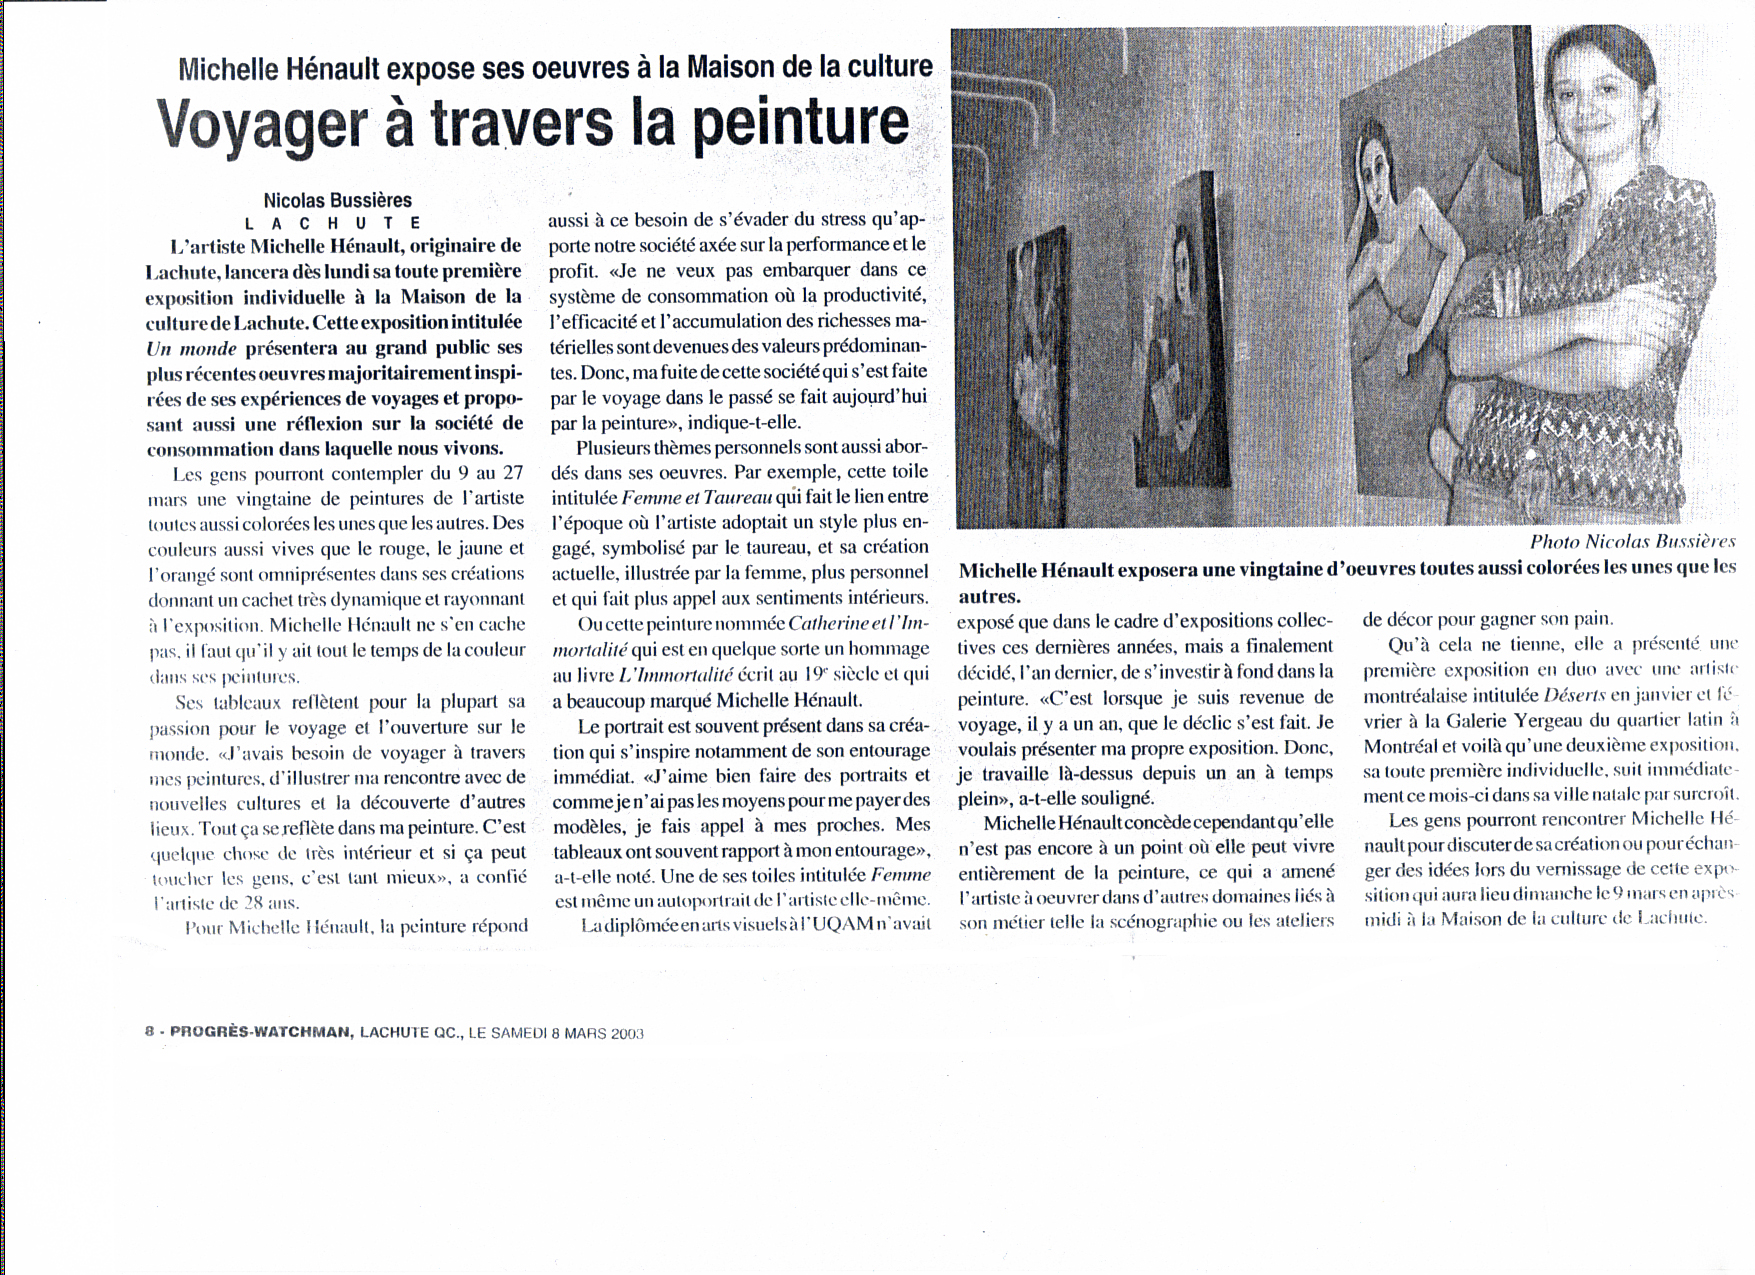 Michelle Hénault expose ses oeuvres à la Maison de la culture
Voyager à travers la peinture
Nicolas Bussières
LACHUTE
L'artiste Michelle Hénault, originaire de
Lachute, lancera dès lundi sa toute première
exposition individuelle à la Maison de la
culture de Lachute. Cette exposition intitulée
Un monde présentera au grand public ses
plus récentes oeuvres majoritairement inspi-
rées de ses expériences de voyages et propo-
sant aussi une réflexion sur la société de
consommation dans laquelle nous vivons.
Les gens pourront contempler du 9 au 27
mars une vingtaine de peintures de l'artiste
toutes aussi colorées les unes que les autres. Des
couleurs aussi vives que le rouge, le jaune et
l'orangé sont omniprésentes dans ses créations
donnant un cachet très dynamique et rayonnant
à l'exposition. Michelle Hénault ne s'en cache
pas, il faut qu'il y ait tout le temps de la couleur
dans ses peintures.
Ses tableaux reflètent pour la plupart sa
passion pour le voyage et l'ouverture sur le
monde. «J'avais besoin de voyager à travers
mes peintures, d'illustrer ma rencontre avec de
nouvelles cultures et la découverte d'autres
lieux. Tout ça se reflète dans ma peinture. C'est
quelque chose de très intérieur et si ça peut
toucher les gens, c'est tant mieux», a confié
l'artiste de 28 ans.
Pour Michelle Hénault, la peinture répond
aussi à ce besoin de s'évader du stress qu'ap-
porte notre société axée sur la performance et le
profit. «Je ne veux pas embarquer dans ce
système de consommation où la productivité,
l'efficacité et l'accumulation des richesses ma-
térielles sont devenues des valeurs prédominan-
tes. Donc, ma fuite de cette société qui s'est faite
par le voyage dans le passé se fait aujourd'hui
par la peinture», indique-t-elle.
Plusieurs thèmes personnels sont aussi abor-
dés dans ses oeuvres. Par exemple, cette toile
intitulée Femme et Taureau qui fait le lien entre
l'époque où l'artiste adoptait un style plus en-
gagé, symbolisé par le taureau, et sa création
actuelle, illustrée par la femme, plus personnel
et qui fait plus appel aux sentiments intérieurs.
Ou cette peinture nommée Catherine et l'Im-
mortalité qui est en quelque sorte un hommage
au livre L'Immortalité écrit au 19e siècle et qui
a beaucoup marqué Michelle Hénault.
Le portrait est souvent présent dans sa créa-
tion qui s'inspire notamment de son entourage
immédiat. «J'aime bien faire des portraits et
comme je n'ai pas les moyens pour me payer des
modèles, je fais appel à mes proches. Mes
tableaux ont souvent rapport à mon entourage»,
a-t-elle noté. Une de ses toiles intitulée Femme
est même un autoportrait de l'artiste elle-même.
La diplômée en arts visuels à l'UQAM n'avait
Photo Nicolas Bussières
Michelle Hénault exposera une vingtaine d'oeuvres toutes aussi colorées les unes que les
autres.
exposé que dans le cadre d'expositions collec-
tives ces dernières années, mais a finalement
décidé, l'an dernier, de s'investir à fond dans la
peinture. «C'est lorsque je suis revenue de
voyage, il y a un an, que le déclic s'est fait. Je
voulais présenter ma propre exposition. Donc,
je travaille là-dessus depuis un an à temps
plein», a-t-elle souligné.
Michelle Hénault concède cependant qu'elle
n'est pas encore à un point où elle peut vivre
entièrement de la peinture, ce qui a amené
l'artiste à oeuvrer dans d'autres domaines liés à
son métier telle la scénographie ou les ateliers
de décor pour gagner son pain.
Qu'à cela ne tienne, elle a présenté une
première exposition en duo avec une artiste
montréalaise intitulée Déserts en janvier et fé-
vrier à la Galerie Yergeau du quartier latin à
Montréal et voilà qu'une deuxième exposition,
sa toute première individuelle, suit immédiate-
ment ce mois-ci dans sa ville natale par surcroît.
Les gens pourront rencontrer Michelle Hé-
nault pour discuter de sa création ou pour échan-
ger des idées lors du vernissage de cette expo-
sition qui aura lieu dimanche le 9 mars en après-
midi à la Maison de la culture de Lachute.
8 - PROGRÈS-WATCHMAN, LACHUTE QC., LE SAMEDI 8 MARS 2003